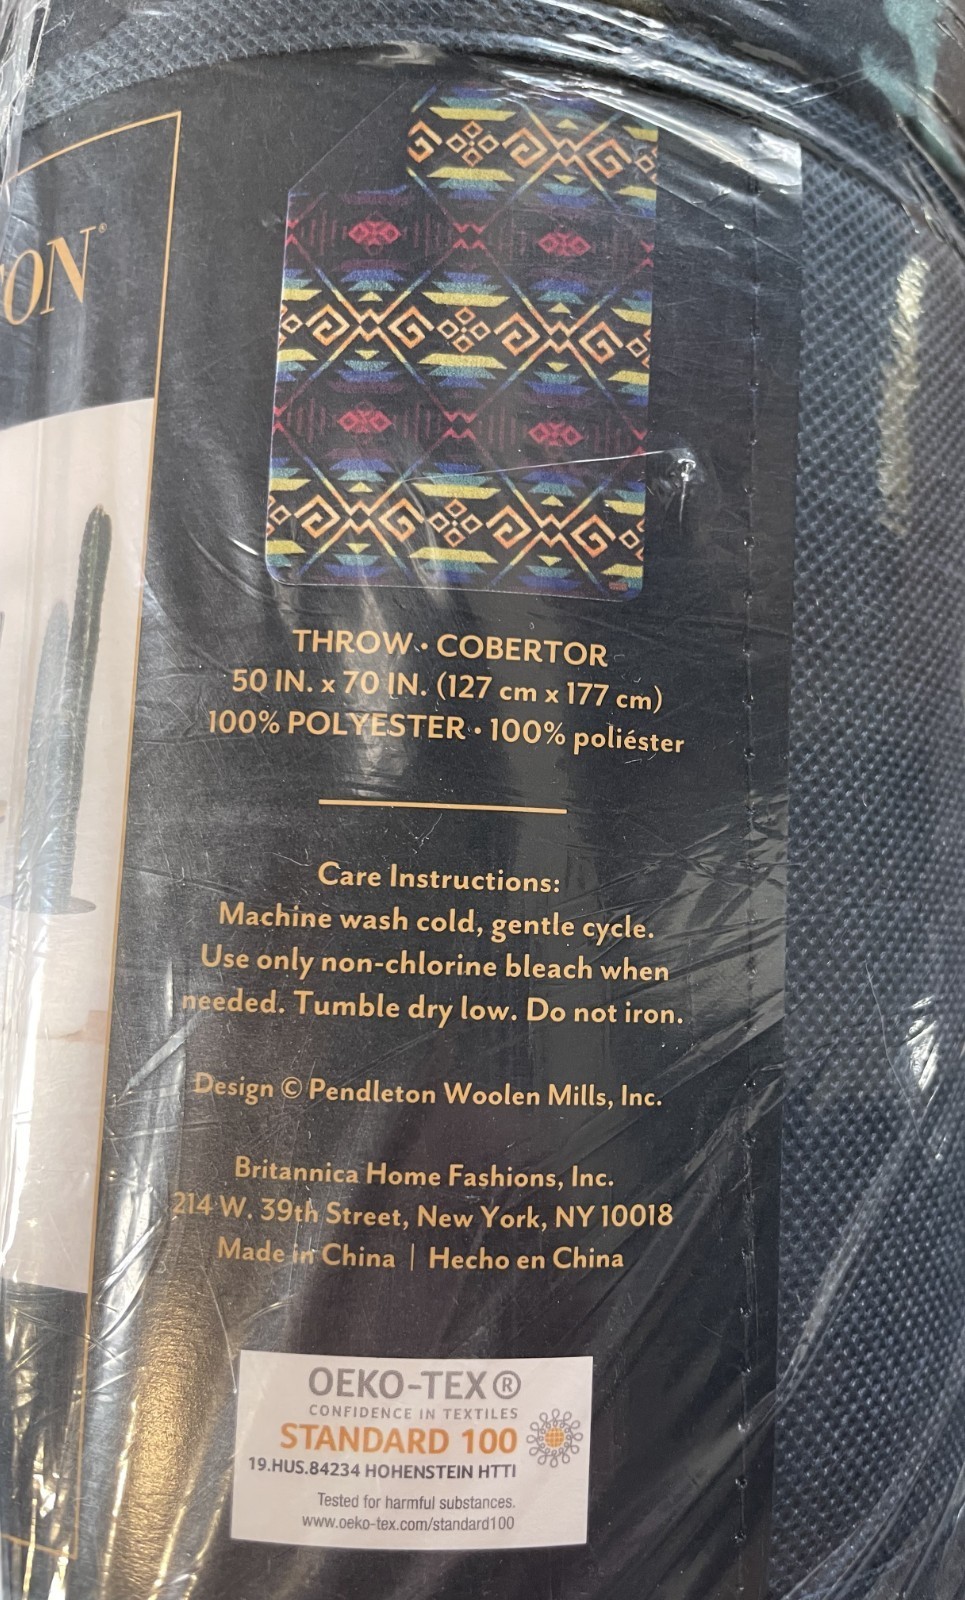 ON®
THROW • COBERTOR
50 IN. x 70 IN. (127 cm x 177 cm)
100% POLYESTER • 100% poliéster
Care Instructions:
Machine wash cold, gentle cycle.
Use only non-chlorine bleach when
needed. Tumble dry low. Do not iron.
Design © Pendleton Woolen Mills, Inc.
Britannica Home Fashions, Inc.
214 W. 39th Street, New York, NY 10018
Made in China | Hecho en China
OEKO-TEX®
CONFIDENCE IN TEXTILES
STANDARD 100
19.HUS.84234 HOHENSTEIN HTTI
Tested for harmful substances.
www.oeko-tex.com/standard100